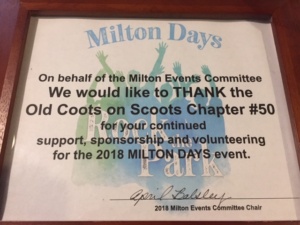 Milton Days
On behalf of the Milton Events Committee
We would like to THANK the
Old Coots on Scoots Chapter #50
for your continued
support, sponsorship and volunteering
for the 2018 MILTON DAYS event.
Park
April
2018 Milton Events Committee Chair